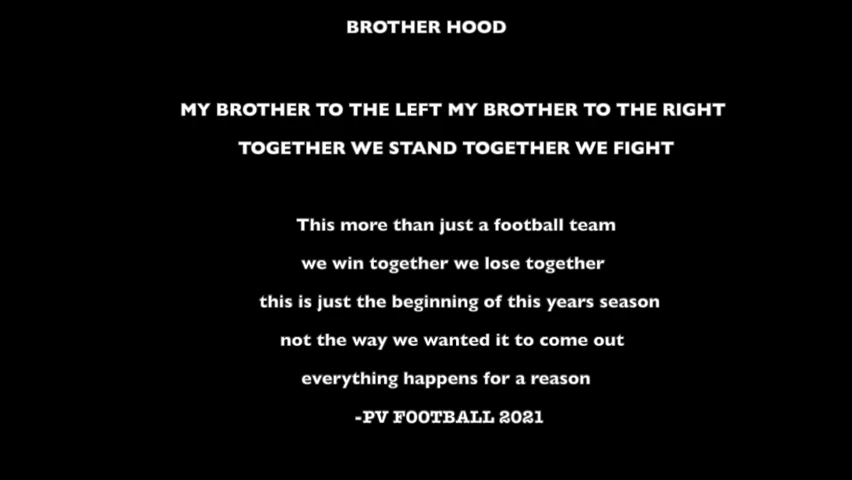 BROTHER HOOD
MY BROTHER TO THE LEFT MY BROTHER TO THE RIGHT
TOGETHER WE STAND TOGETHER WE FIGHT
This more than just a football team
we win together we lose together
this is just the beginning of this years season
not the way we wanted it to come out
everything happens for a reason
-PV FOOTBALL 2021